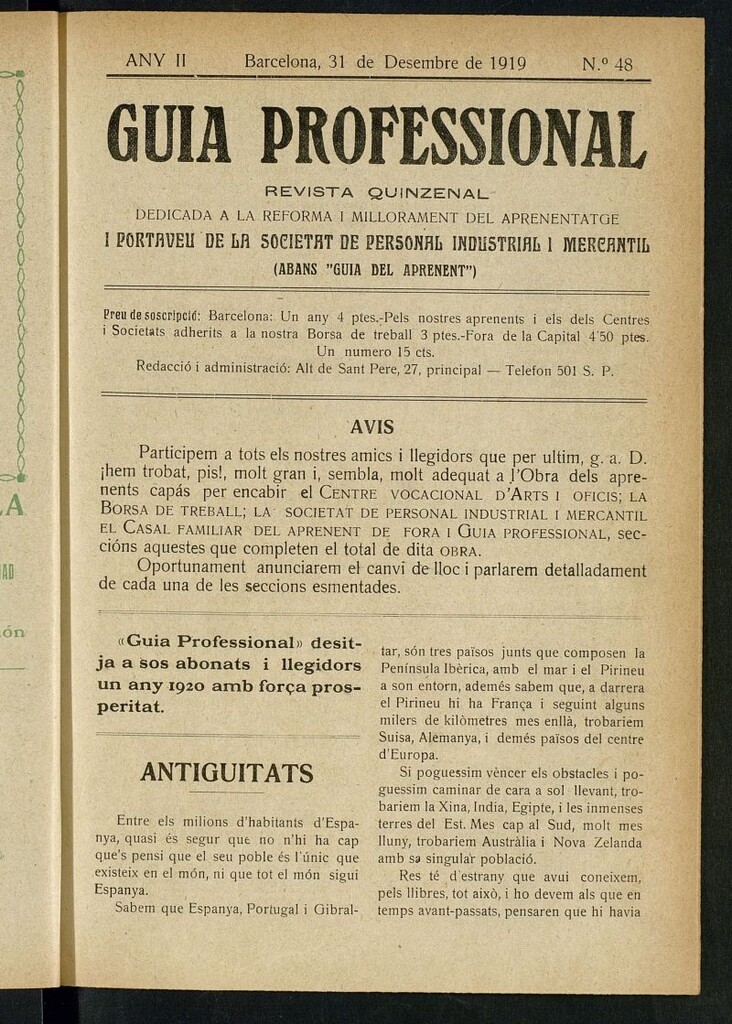 ANY II Barcelona, 31 de Desembre de 1919 N.º 48
GUIA PROFESSIONAL
REVISTA QUINZENAL
DEDICADA A LA REFORMA I MILLORAMENT DEL APRENENTATGE
I PORTAVEU DE LA SOCIETAT DE PERSONAL INDUSTRIAL I MERCANTIL
(ABANS "GUIA DEL APRENENT")
Preu de soscripció: Barcelona: Un any 4 ptes.-Pels nostres aprenents i els dels Centres
i Societats adherits a la nostra Borsa de treball 3 ptes.-Fora de la Capital 4'50 ptes.
Un numero 15 cts.
Redacció i administració: Alt de Sant Pere, 27, principal — Telefon 501 S. P.
AVIS
Participem a tots els nostres amics i llegidors que per ultim, g. a. D.
¡hem trobat, pis!, molt gran i, sembla, molt adequat a l'Obra dels apre-
nents capás per encabir el CENTRE VOCACIONAL D'ARTS I OFICIS; LA
BORSA DE TREBALL; LA SOCIETAT DE PERSONAL INDUSTRIAL I MERCANTIL
EL CASAL FAMILIAR DEL APRENENT DE FORA I GUIA PROFESSIONAL, sec-
cións aquestes que completen el total de dita OBRA.
Oportunament anunciarem el canvi de lloc i parlarem detalladament
de cada una de les seccions esmentades.
«Guia Professional» desit-
ja a sos abonats i llegidors
un any 1920 amb força pros-
peritat.
ANTIGUITATS
Entre els milions d'habitants d'Espa-
nya, quasi és segur que no n'hi ha cap
que's pensi que el seu poble és l'únic que
existeix en el món, ni que tot el món sigui
Espanya.
Sabem que Espanya, Portugal i Gibral-
tar, són tres països junts que composen la
Península Ibèrica, amb el mar i el Pirineu
a son entorn, ademés sabem que, a darrera
el Pirineu hi ha França i seguint alguns
milers de kilòmetres mes enllà, trobariem
Suisa, Alemanya, i demés països del centre
d'Europa.
Si poguessim vèncer els obstacles i po-
guessim caminar de cara a sol llevant, tro-
bariem la Xina, India, Egipte, i les inmenses
terres del Est. Mes cap al Sud, molt mes
lluny, trobariem Austràlia i Nova Zelanda
amb sa singular població.
Res té d'estrany que avui coneixem,
pels llibres, tot això, i ho devem als que en
temps avant-passats, pensaren que hi havia
A
AD
ón